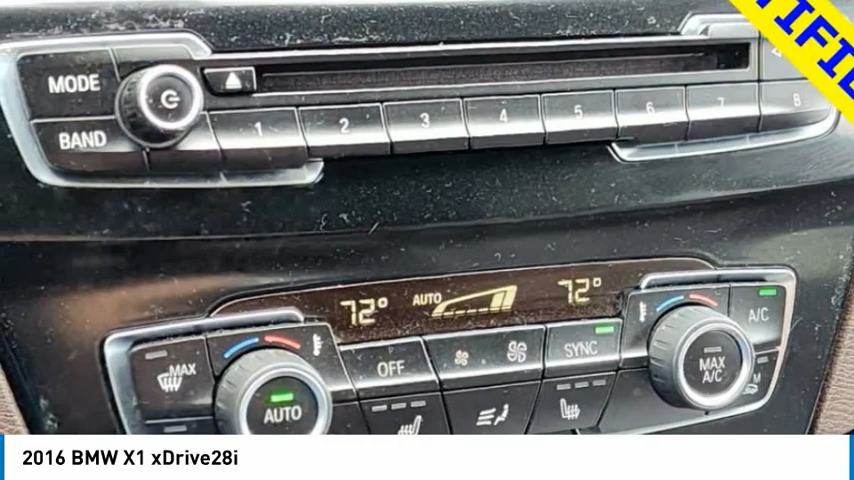 MODE
BAND
1 2 3 4 5 6 7 8
72° AUTO 72°
MAX
OFF
SYNC
A/C
AUTO
MAX
A/C
M
2016 BMW X1 xDrive28i